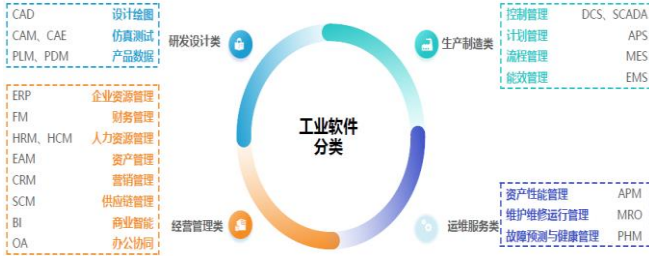 CAD 设计绘图
CAM、CAE 仿真测试
PLM、PDM 产品数据
研发设计类
生产制造类
控制管理 DCS、SCADA
计划管理 APS
流程管理 MES
能效管理 EMS
工业软件
分类
ERP 企业资源管理
FM 财务管理
HRM、HCM 人力资源管理
EAM 资产管理
CRM 营销管理
SCM 供应链管理
BI 商业智能
OA 办公协同
经营管理类
运维服务类
资产性能管理 APM
维护维修运行管理 MRO
故障预测与健康管理 PHM